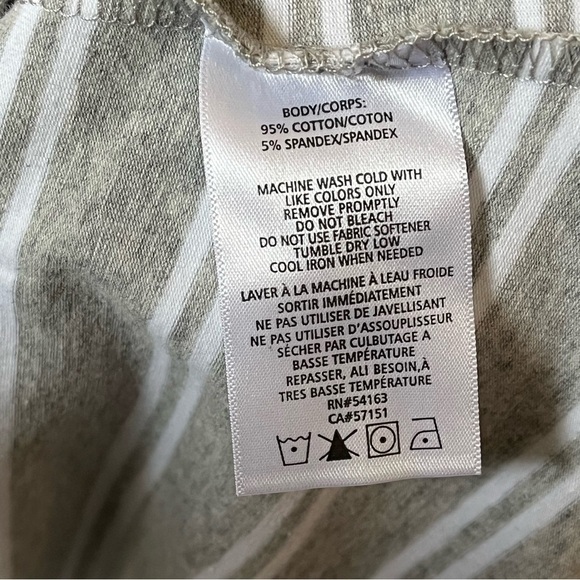 BODY/CORPS:
95% COTTON/COTON
5% SPANDEX/SPANDEX
MACHINE WASH COLD WITH
LIKE COLORS ONLY
REMOVE PROMPTLY
DO NOT BLEACH
DO NOT USE FABRIC SOFTENER
TUMBLE DRY LOW
COOL IRON WHEN NEEDED
LAVER À LA MACHINE À LEAU FROIDE
SORTIR IMMÉDIATEMENT
NE PAS UTILISER DE JAVELLISANT
NE PAS UTILISER D'ASSOUPLISEUR
SÉCHER PAR CULBUTAGE À
BASSE TEMPÉRATURE
REPASSER, ALI BESOIN,À
TRES BASSE TEMPÉRATURE
RN#54163
CA#57151